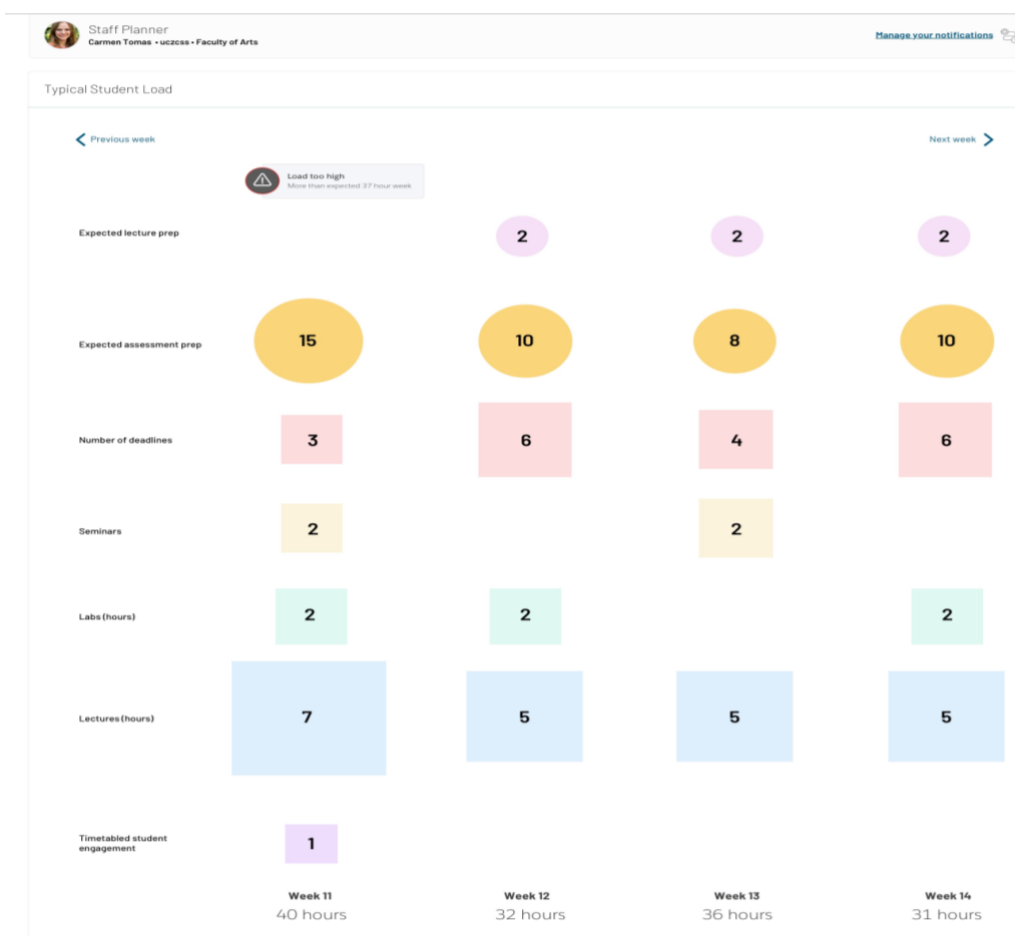 Staff Planner
Carmen Tomas • uczcss • Faculty of Arts
Manage your notifications
Typical Student Load
Previous week
Next week
Load too high
More than expected 37 hour week
Expected lecture prep
2 2 2
Expected assessment prep
15 10 8 10
Number of deadlines
3 6 4 6
Seminars
2 2
Labs (hours)
2 2 2
Lectures (hours)
7 5 5 5
Timetabled student
engagement
1
Week 11 Week 12 Week 13 Week 14
40 hours 32 hours 36 hours 31 hours